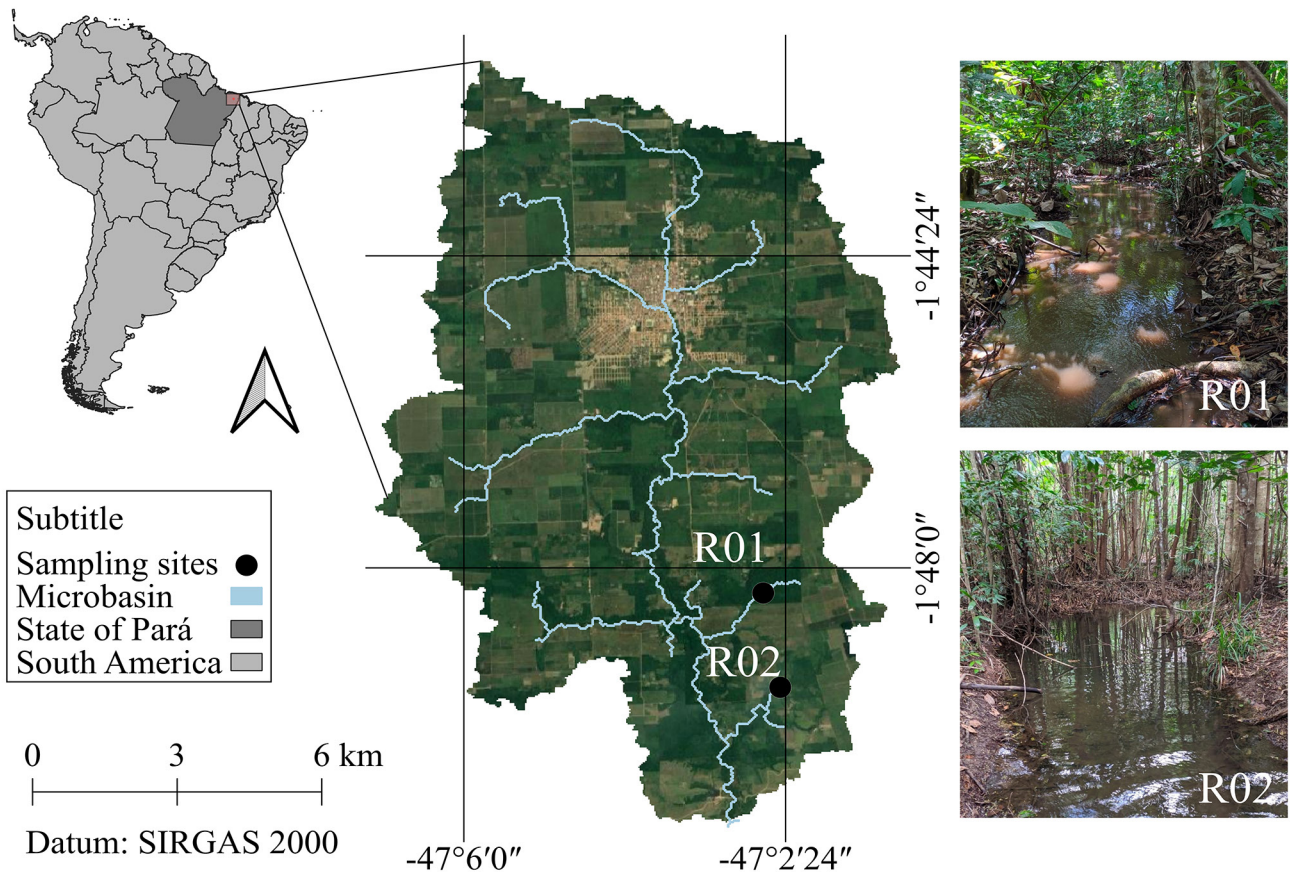 -1°44′24″
R01
R01
-1°48′0″
R02
R02
Subtitle
Sampling sites
Microbasin
State of Pará
South America
0 3 6 km
Datum: SIRGAS 2000
-47°6′0″ -47°2′24″